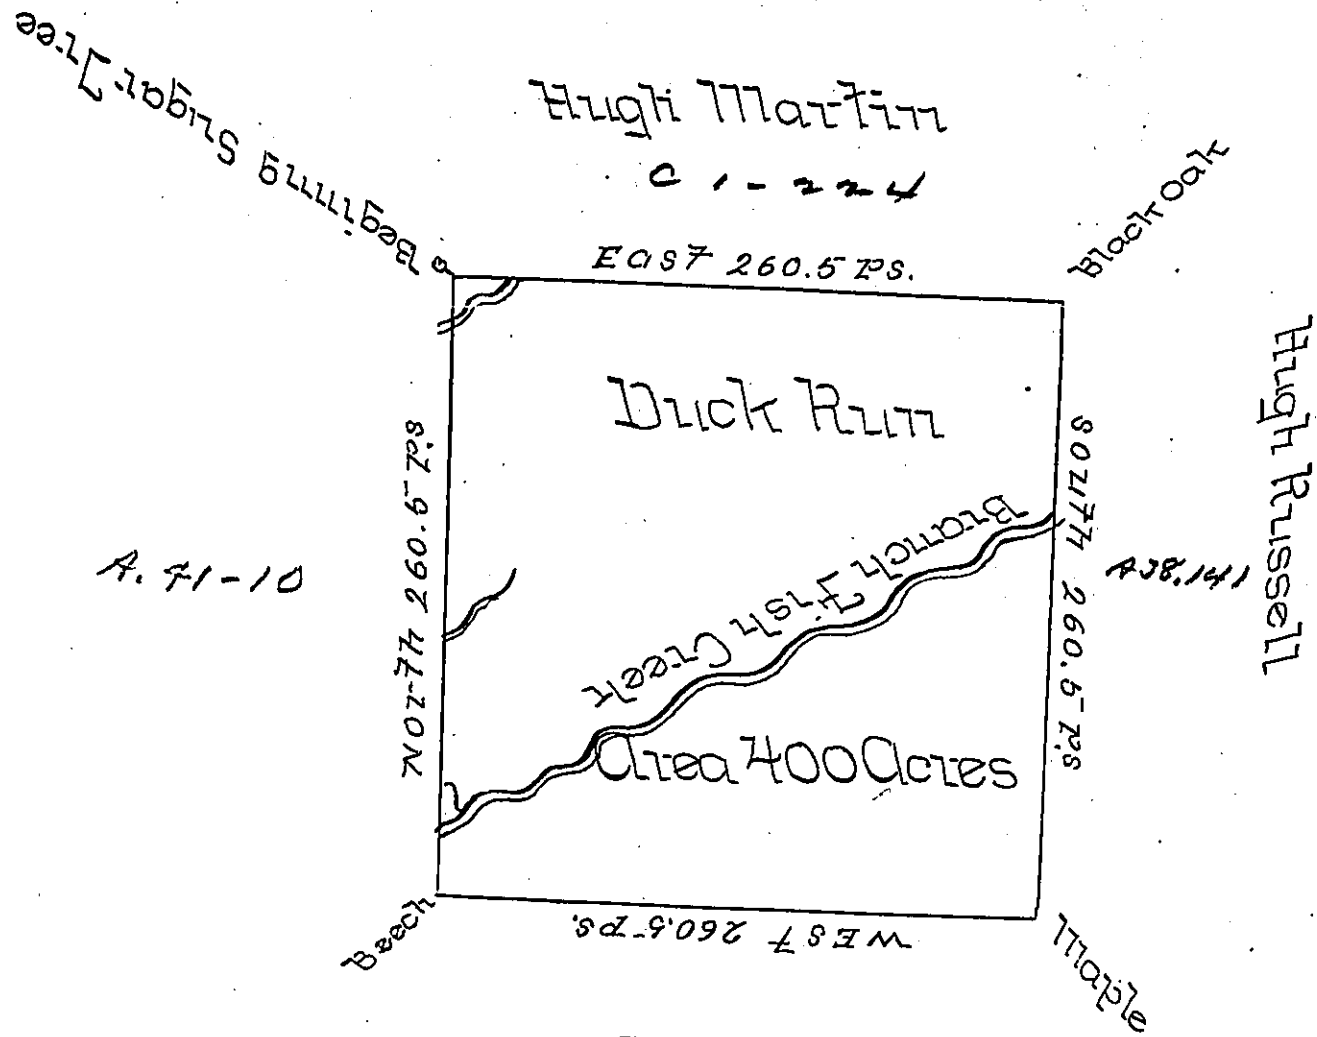 Begining Sugar Tree
Hugh Martin
C 1-224
Black Oak
East 260.5 Ps.
Hugh Russell
Duck Run
South 260.5 Ps
North 260.5 Ps.
A. 71-10
A38.141
Branch Fish Creek
Area 400 Acres
Beech
West 260.5 Ps.
Maple